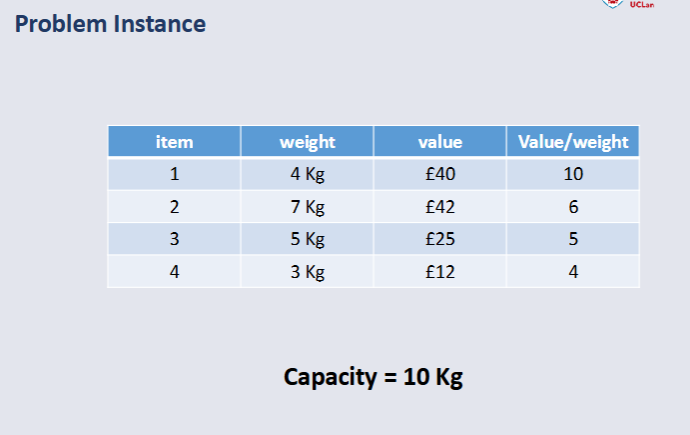 UCLan
Problem Instance
item weight value Value/weight
1 4 Kg £40 10
2 7 Kg £42 6
3 5 Kg £25 5
4 3 Kg £12 4
Capacity = 10 Kg